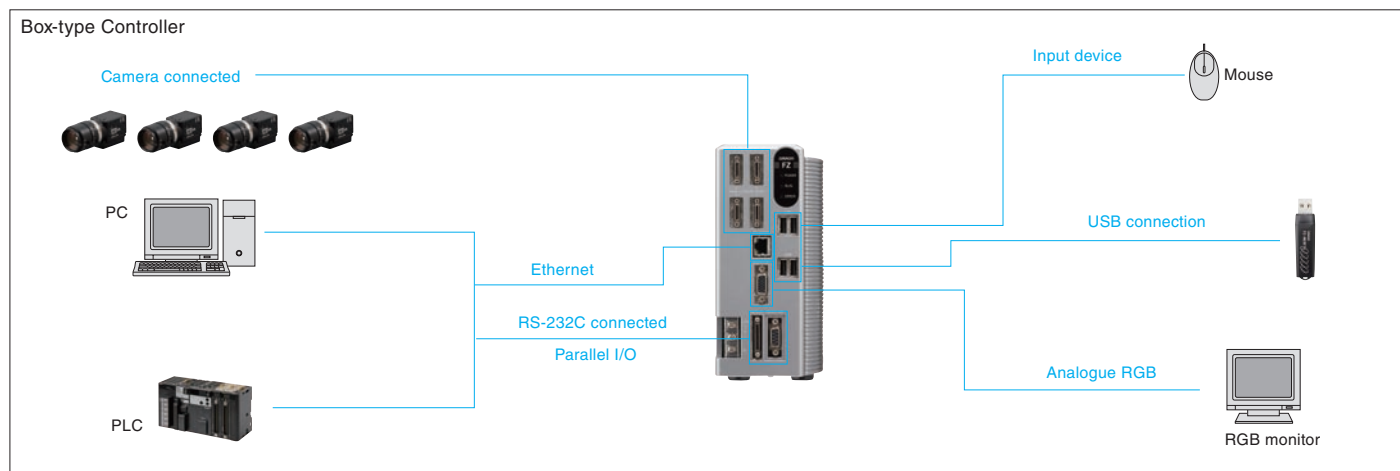 Box-type Controller
Camera connected
Input device
Mouse
PC
USB connection
Ethernet
RS-232C connected
Parallel I/O
Analogue RGB
PLC
RGB monitor
FZ